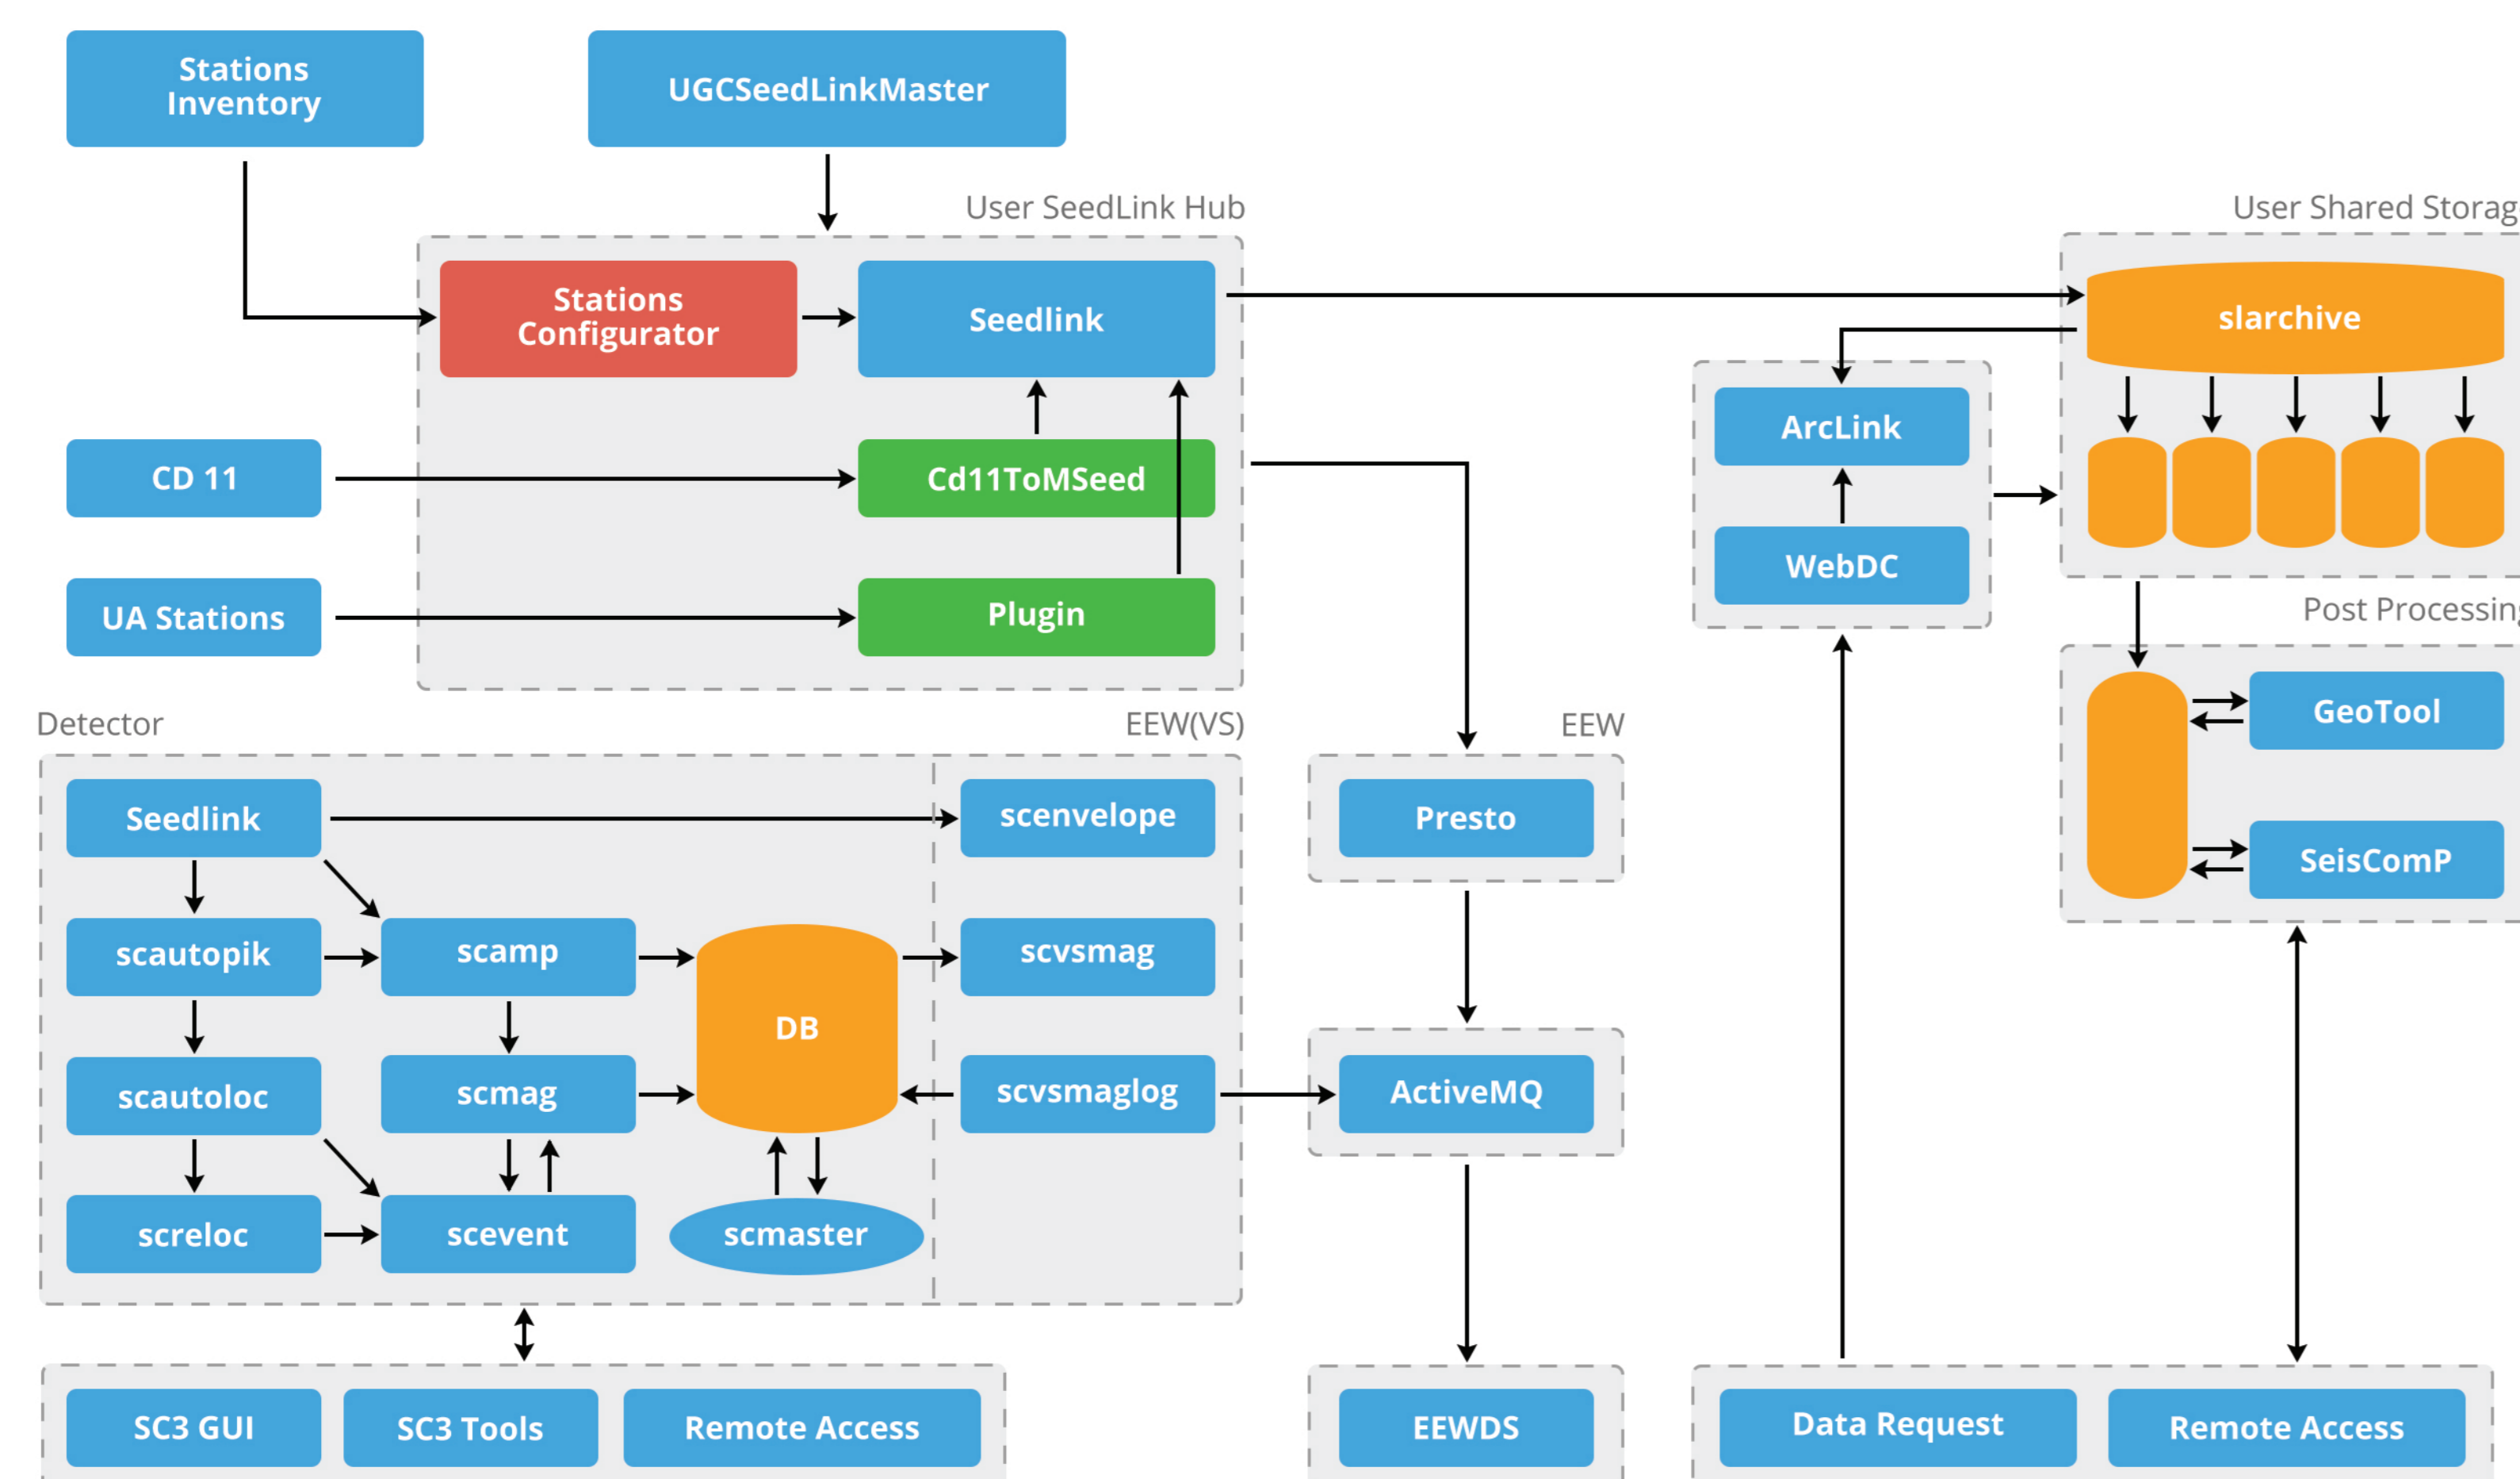 Stations
Inventory
UGCSeedLinkMaster
User SeedLink Hub
User Shared Storag
Stations
Configurator
Seedlink
slarchive
ArcLink
CD 11
Cd11ToMSeed
WebDC
UA Stations
Plugin
Post Processing
GeoTool
Detector
EEW(VS)
EEW
Seedlink
scenvelope
Presto
SeisComP
scautopik
scamp
scvsmag
DB
scautoloc
scmag
scvsmaglog
ActiveMQ
screloc
scevent
scmaster
SC3 GUI
SC3 Tools
Remote Access
EEWDS
Data Request
Remote Access